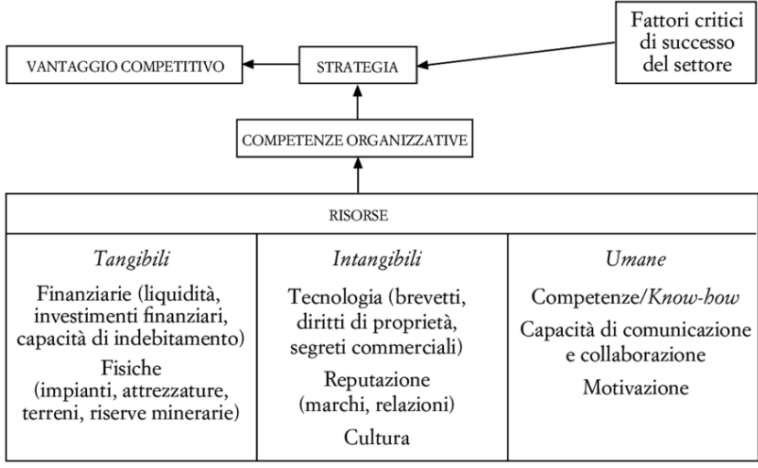 Fattori critici
di successo
del settore
VANTAGGIO COMPETITIVO
STRATEGIA
COMPETENZE ORGANIZZATIVE
RISORSE
Tangibili
Finanziarie (liquidità,
investimenti finanziari,
capacità di indebitamento)
Fisiche
(impianti, attrezzature,
terreni, riserve minerarie)
Intangibili
Tecnologia (brevetti,
diritti di proprietà,
segreti commerciali)
Reputazione
(marchi, relazioni)
Cultura
Umane
Competenze/Know-how
Capacità di comunicazione
e collaborazione
Motivazione